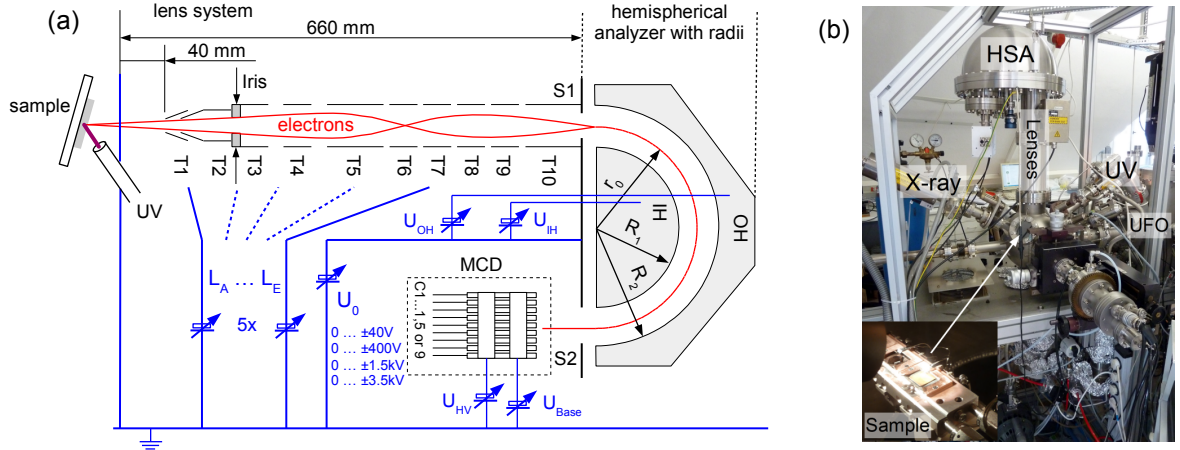 (a)
lens system
hemispherical
analyzer with radii
660 mm
40 mm
Iris
sample
electrons
S1
T1 T2 T3 T4 T5 T6 T7 T8 T9 T10
UV
r0
R1
R2
IH
OH
UOH
UIH
LA ... LE
5x
U0
0 ... ±40V
0 ... ±400V
0 ... ±1.5kV
0 ... ±3.5kV
MCD
C1..1,5 or 9
S2
UHV
UBase
(b)
HSA
Lenses
X-ray
UV
UFO
Sample